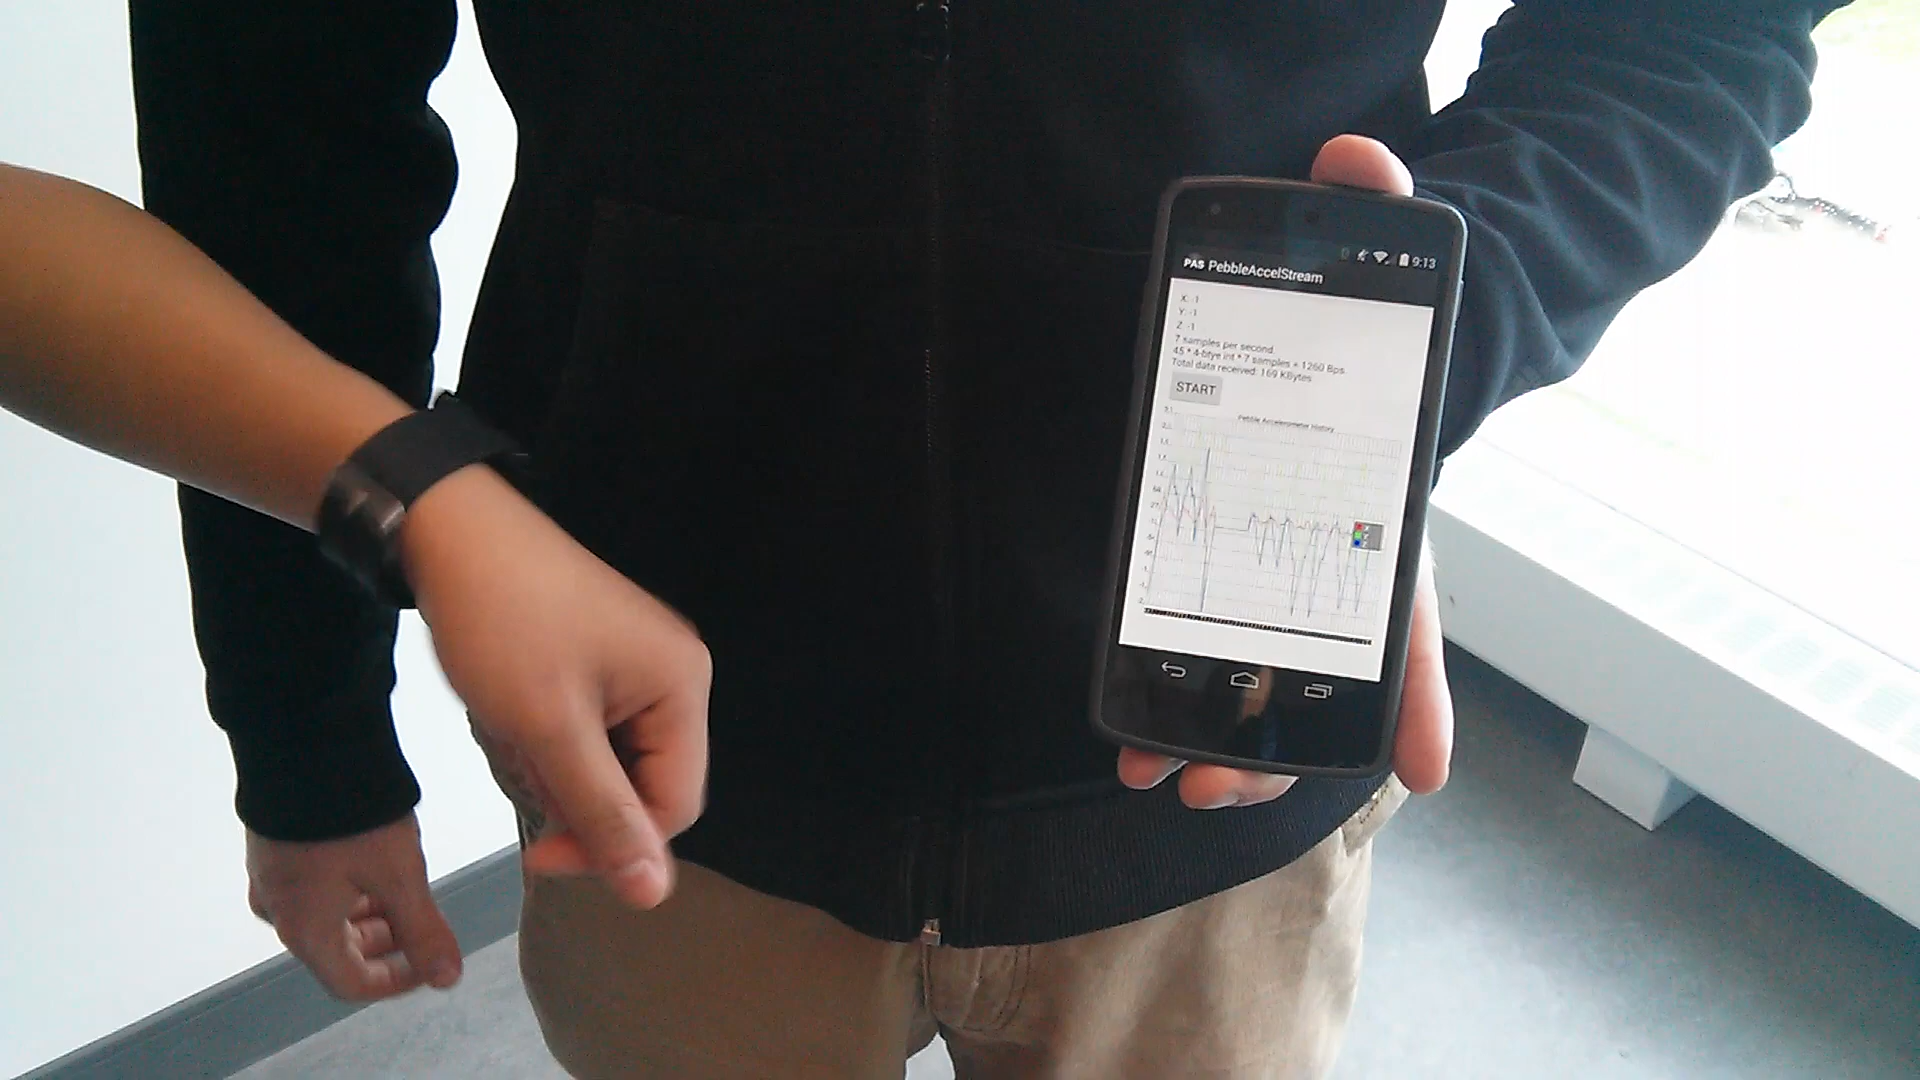 9:13
PAS PebbleAccelStream
X: -1
Y: -1
Z: -1
7 samples per second
45 * 4-btye int * 7 samples = 1260 Bps
Total data received: 169 KBytes
START
Pebble Accelerometer History
X
Y
Z